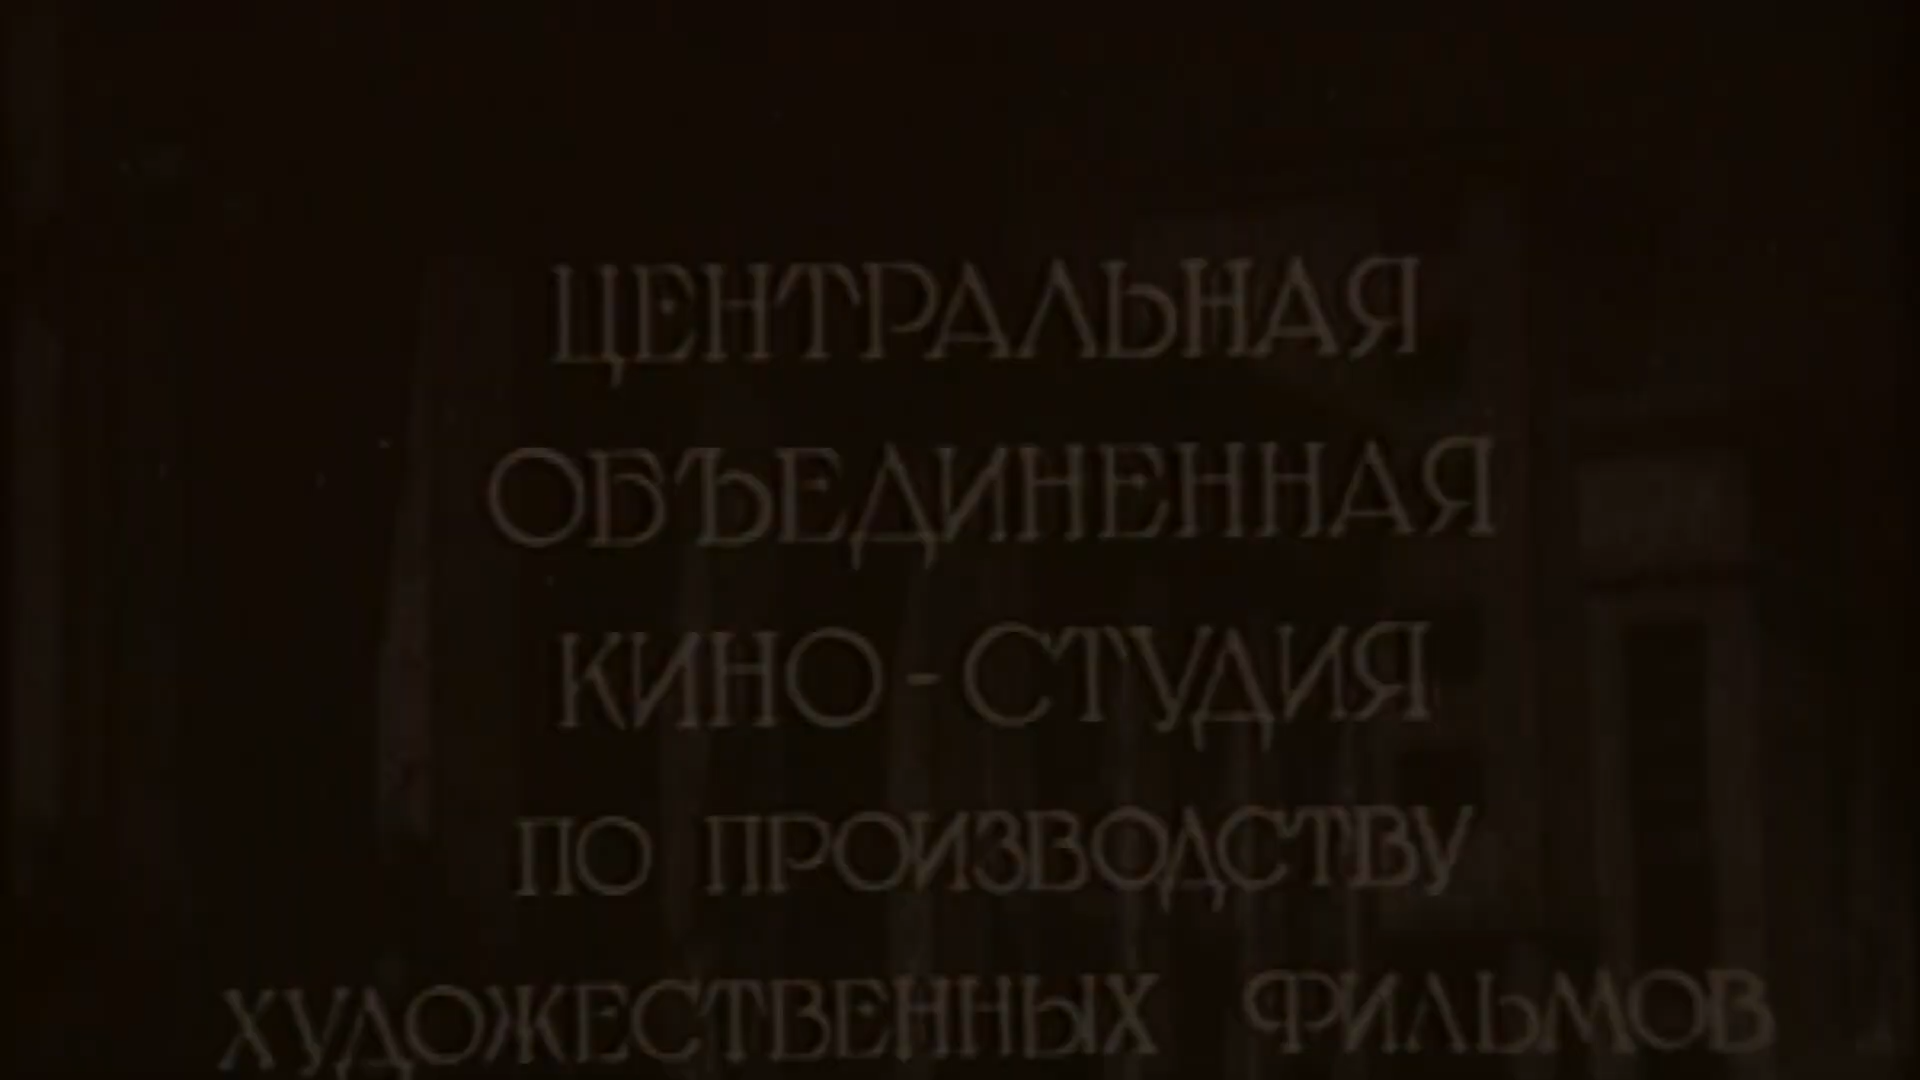 ЦЕНТРАЛЬНАЯ
ОБЪЕДИНЕННАЯ
КИНО-СТУДИЯ
ПО ПРОИЗВОДСТВУ
ХУДОЖЕСТВЕННЫХ ФИЛЬМОВ